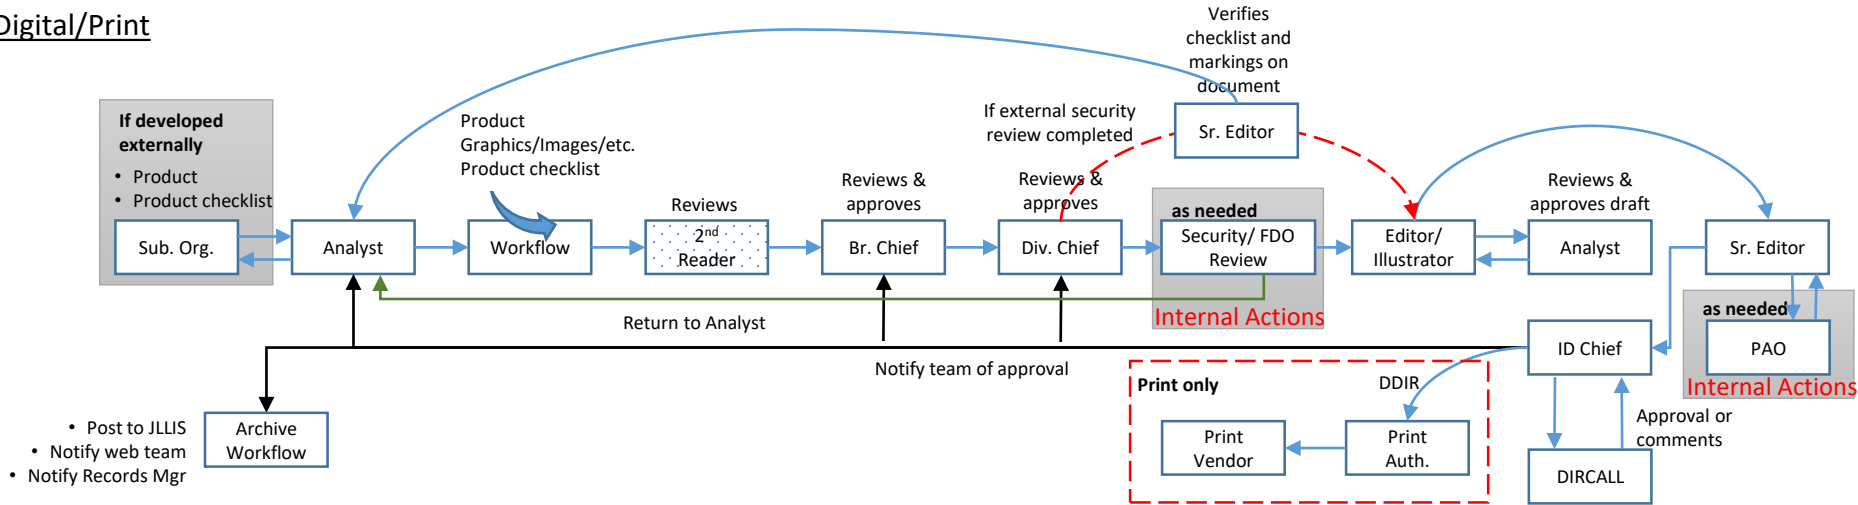 Digital/Print
Verifies
checklist and
markings on
document
If developed
externally
• Product
• Product checklist
Sub. Org.
Analyst
Product
Graphics/Images/etc.
Product checklist
Workflow
Reviews
2nd
Reader
Reviews &
approves
Br. Chief
Reviews &
approves
Div. Chief
If external security
review completed
Sr. Editor
as needed
Security/ FDO
Review
Internal Actions
Editor/
Illustrator
Reviews &
approves draft
Analyst
Sr. Editor
as needed
PAO
Internal Actions
Return to Analyst
Notify team of approval
ID Chief
Approval or
comments
DIRCALL
Print only
DDIR
Print
Vendor
Print
Auth.
• Post to JLLIS
• Notify web team
• Notify Records Mgr
Archive
Workflow